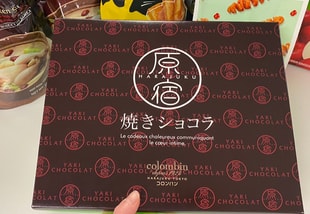 原
HARAJUKU
宿
焼きショコラ
Le cadeau chaleureux communiquant
le cœur intime.
colombin
HARAJUKU TOKYO
コロンバン
YAKI
CHOCOLAT